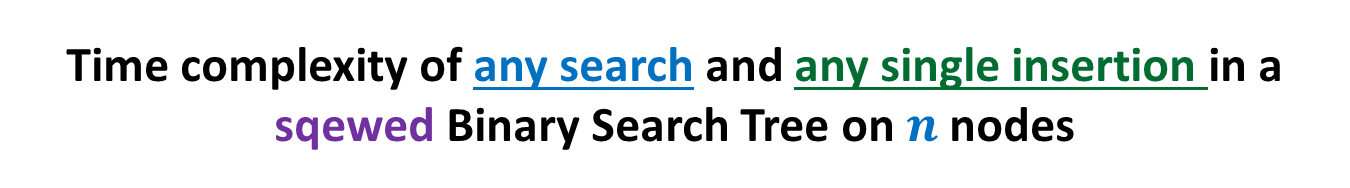 Time complexity of any search and any single insertion in a
sqewed Binary Search Tree on n nodes